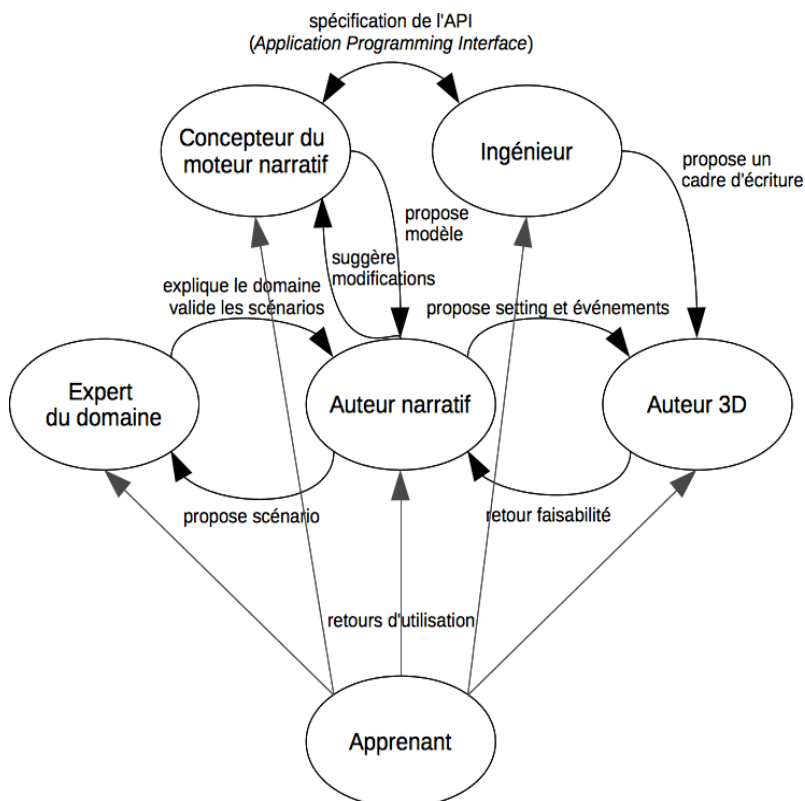 spécification de l'API
(Application Programming Interface)
Concepteur du
moteur narratif
Ingénieur
propose un
cadre d'écriture
propose
modèle
suggère
modifications
explique le domaine
valide les scénarios
propose setting et événements
Expert
du domaine
Auteur narratif
Auteur 3D
propose scénario
retour faisabilité
retours d'utilisation
Apprenant